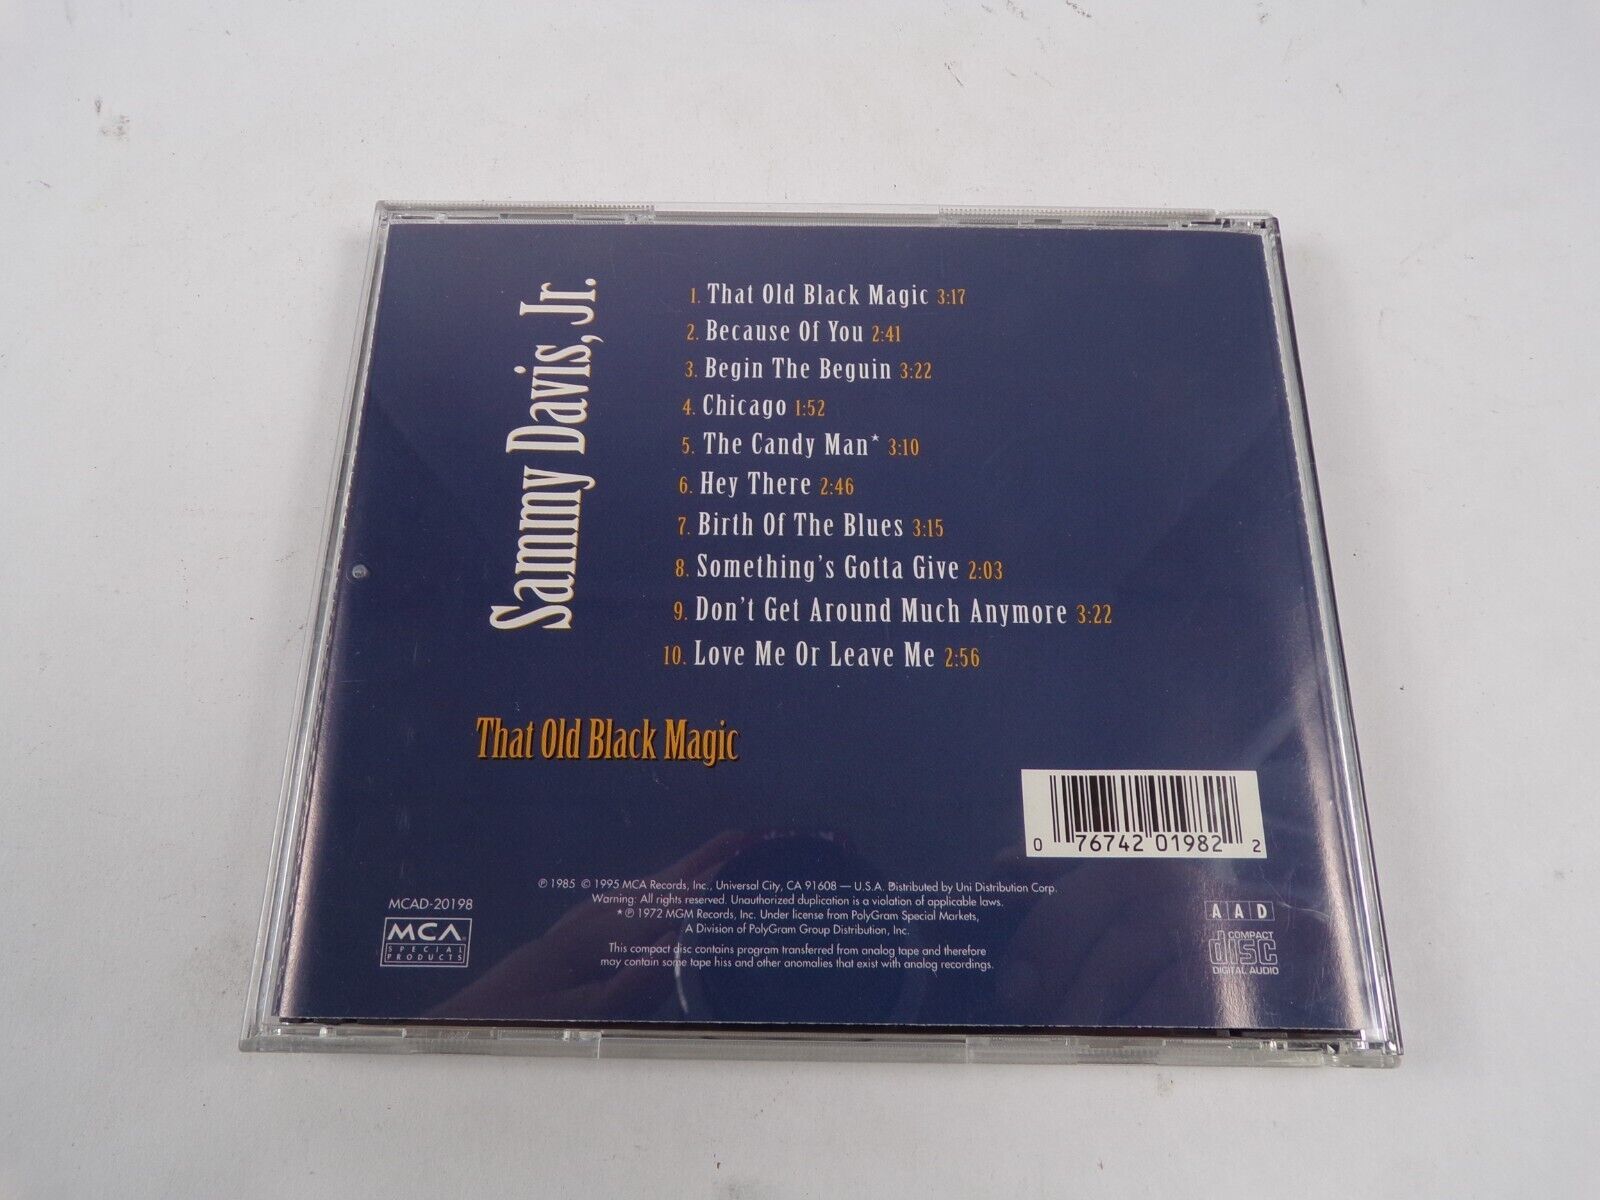 Sammy Davis, Jr.
1. That Old Black Magic 3:17
2. Because Of You 2:41
3. Begin The Beguin 3:22
4. Chicago 1:52
5. The Candy Man* 3:10
6. Hey There 2:46
7. Birth Of The Blues 3:15
8. Something's Gotta Give 2:03
9. Don't Get Around Much Anymore 3:22
10. Love Me Or Leave Me 2:56
That Old Black Magic
0 76742 01982 2
℗ 1985 © 1995 MCA Records, Inc., Universal City, CA 91608 — U.S.A. Distributed by Uni Distribution Corp.
Warning: All rights reserved. Unauthorized duplication is a violation of applicable laws.
* ℗ 1972 MGM Records, Inc. Under license from PolyGram Special Markets,
A Division of PolyGram Group Distribution, Inc.
This compact disc contains program transferred from analog tape and therefore
may contain some tape hiss and other anomalies that exist with analog recordings.
MCAD-20198
MCA
SPECIAL
PRODUCTS
A A D
COMPACT
disc
DIGITAL AUDIO